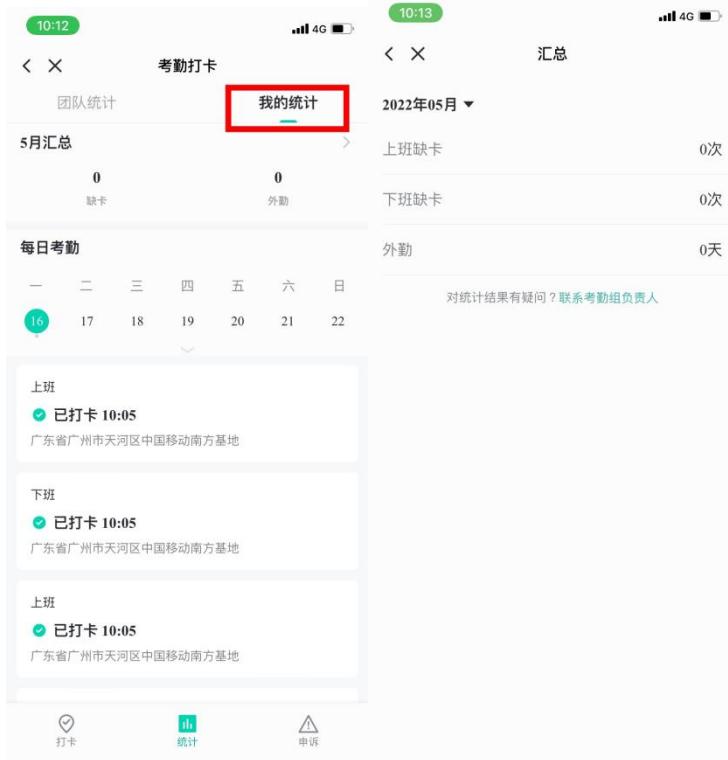 10:12
4G
考勤打卡
团队统计 我的统计
5月汇总
0 0
缺卡 外勤
每日考勤
一 二 三 四 五 六 日
16 17 18 19 20 21 22
上班
已打卡 10:05
广东省广州市天河区中国移动南方基地
下班
已打卡 10:05
广东省广州市天河区中国移动南方基地
上班
已打卡 10:05
广东省广州市天河区中国移动南方基地
打卡 统计 申诉
10:13
4G
汇总
2022年05月
上班缺卡 0次
下班缺卡 0次
外勤 0天
对统计结果有疑问？联系考勤组负责人